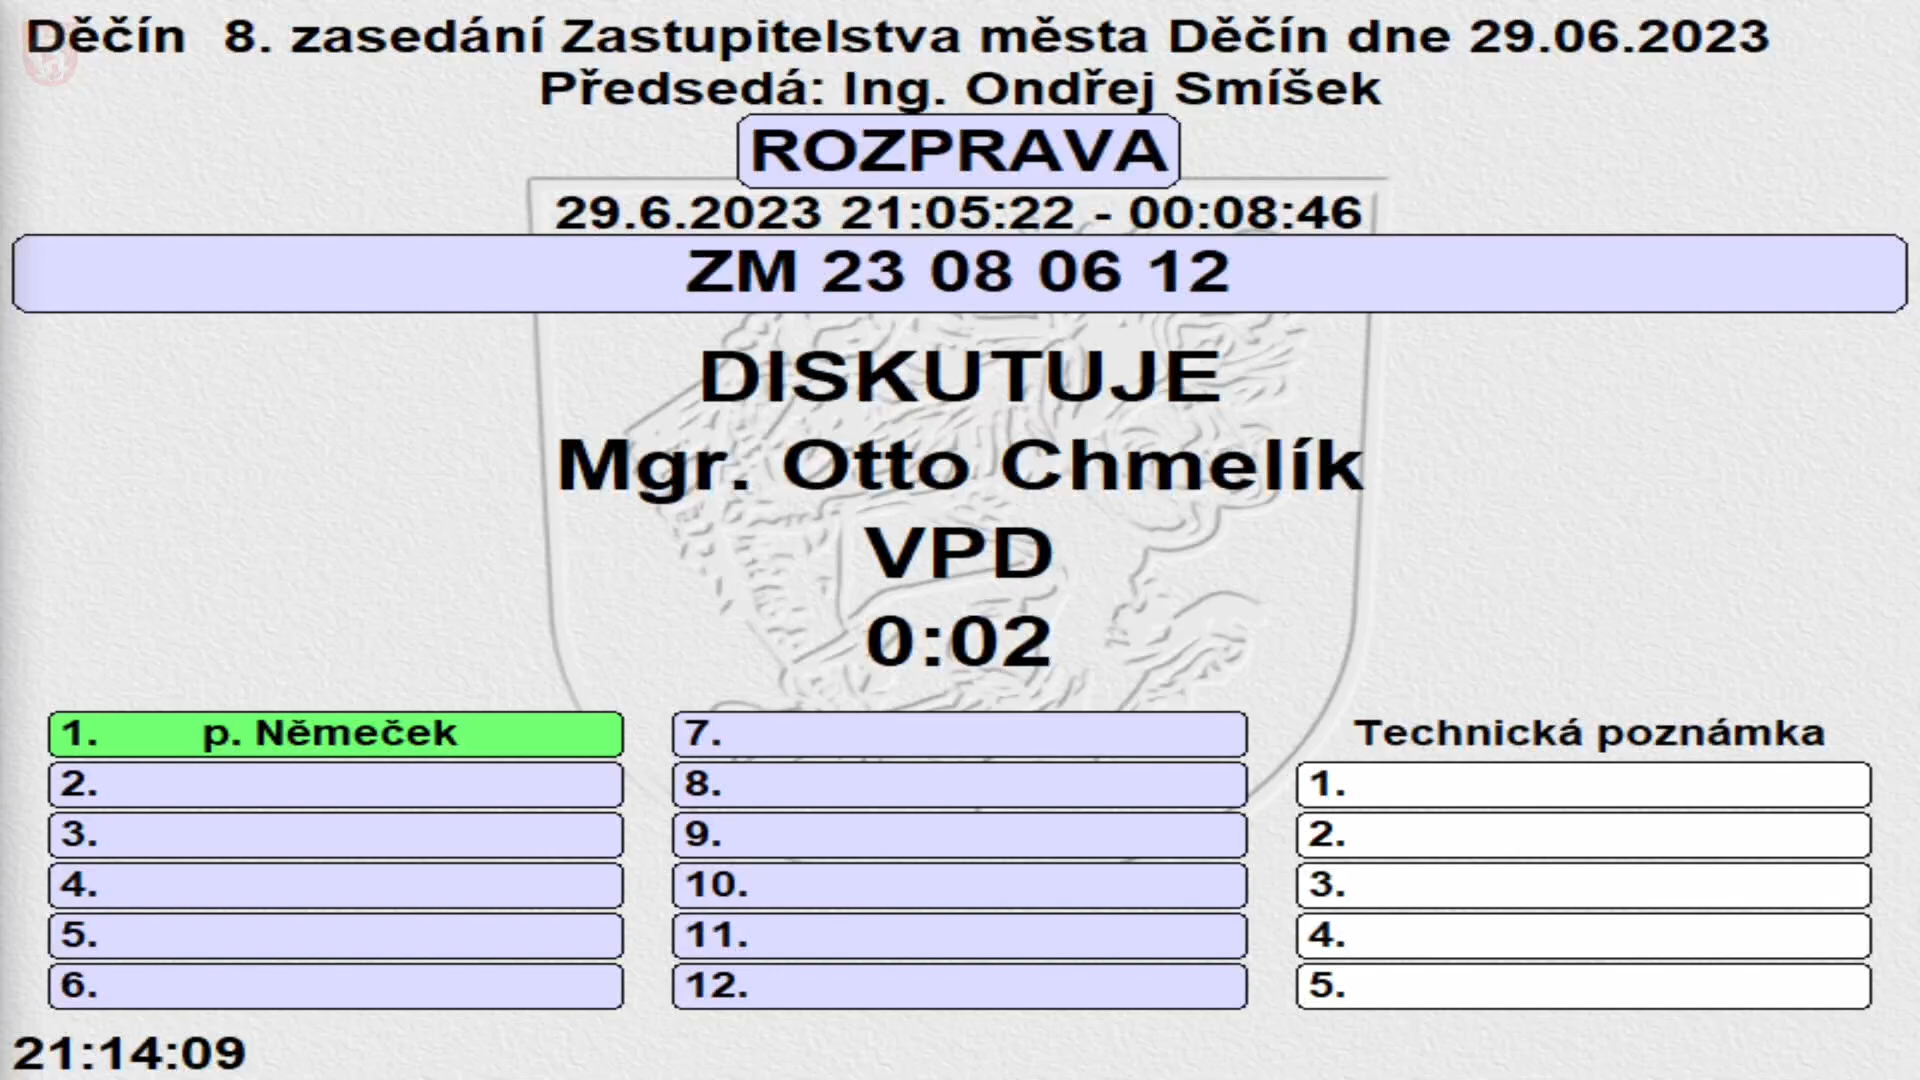 Děčín 8. zasedání Zastupitelstva města Děčín dne 29.06.2023
Předsedá: Ing. Ondřej Smíšek
ROZPRAVA
29.6.2023 21:05:22 - 00:08:46
ZM 23 08 06 12
DISKUTUJE
Mgr. Otto Chmelík
VPD
0:02
1. p. Němeček
2.
3.
4.
5.
6.
7.
8.
9.
10.
11.
12.
Technická poznámka
1.
2.
3.
4.
5.
21:14:09